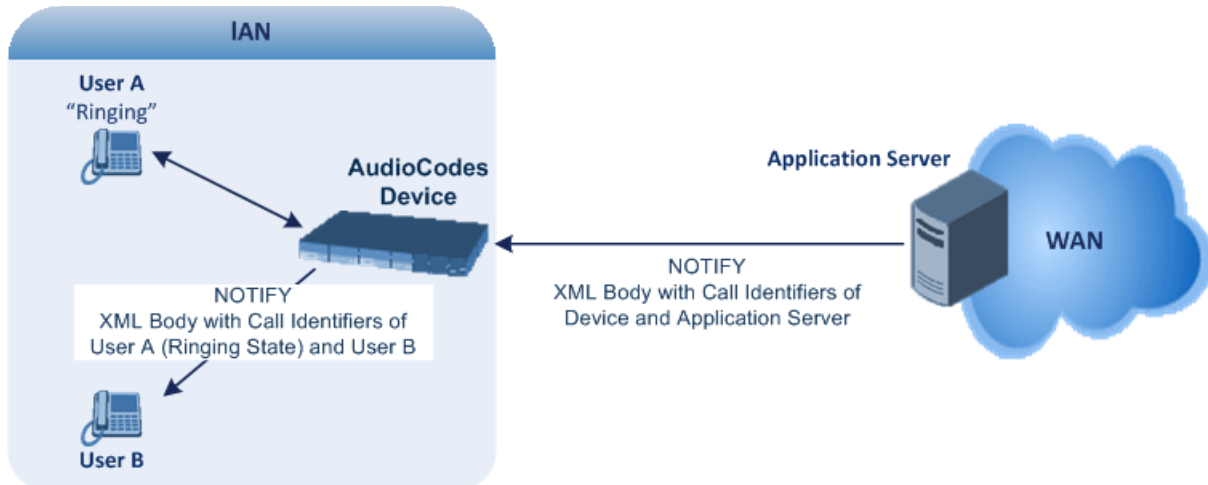 lAN
User A
“Ringing”
AudioCodes
Device
Application Server
WAN
NOTIFY
XML Body with Call Identifiers of
Device and Application Server
NOTIFY
XML Body with Call Identifiers of
User A (Ringing State) and User B
User B